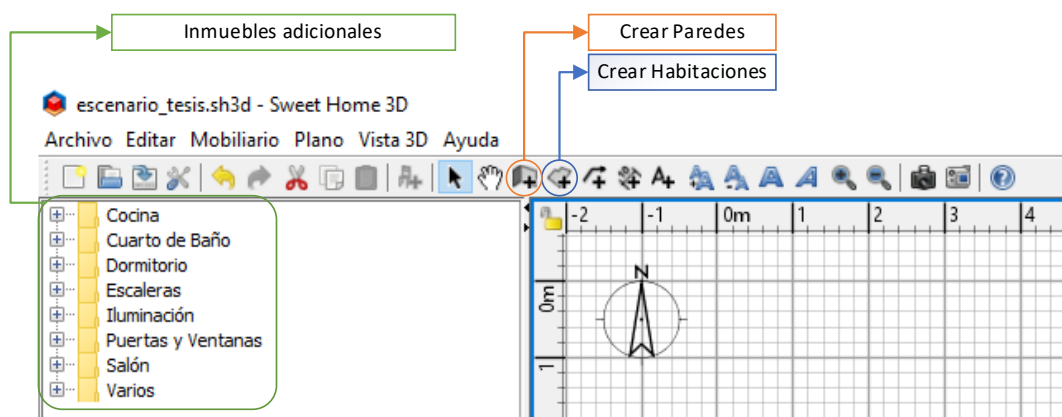 Inmuebles adicionales
Crear Paredes
Crear Habitaciones
escenario_tesis.sh3d - Sweet Home 3D
Archivo Editar Mobiliario Plano Vista 3D Ayuda
-2 -1 0m 1 2 3 4
Cocina
Cuarto de Baño
Dormitorio
Escaleras
Iluminación
Puertas y Ventanas
Salón
Varios
N
0m
1